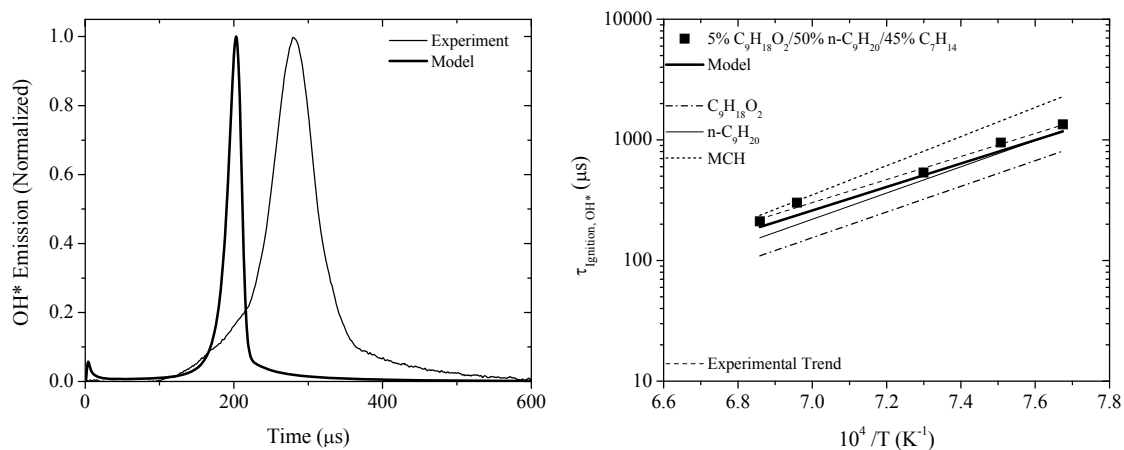 OH* Emission (Normalized)
1.0
0.8
0.6
0.4
0.2
0.0
Experiment
Model
0
200
400
600
Time (μs)
τIgnition, OH* (μs)
10000
1000
100
10
5% C9H18O2/50% n-C9H20/45% C7H14
Model
C9H18O2
n-C9H20
MCH
Experimental Trend
6.6
6.8
7.0
7.2
7.4
7.6
7.8
10^4 /T (K^-1)